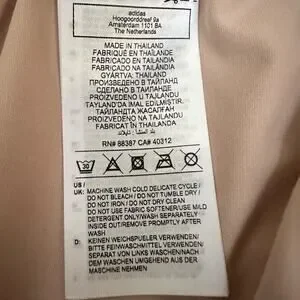 adidas
Hoogoorddreef 9a
Amsterdam 1101 BA
The Netherlands
MADE IN THAILAND
FABRIQUÉ EN THAÏLANDE
FABRICADO EN TAILANDIA
FABRICADO NA TAILÂNDIA
GYÁRTVA: THAIFÖLD
ПРОИЗВЕДЕНО В ТАЙЛАНД
СДЕЛАНО В ТАИЛАНДЕ
PROIZVEDENO U TAJLANDU
TAYLAND'DA IMAL EDILMIŞTIR.
ТАЙЛАНДТА ЖАСАЛҒАН
PROIZVEDENO U TAJLANDU
FABRICAT ÎN THAILANDA
RN# 88387 CA# 40312
30
US /
UK: MACHINE WASH COLD DELICATE CYCLE /
DO NOT BLEACH / DO NOT TUMBLE DRY /
DO NOT IRON / DO NOT DRY CLEAN
DO NOT USE FABRIC SOFTENER/USE MILD
DETERGENT ONLY/WASH SEPARATELY
INSIDE OUT/REMOVE PROMPTLY AFTER
WASH
D: KEINEN WEICHSPUELER VERWENDEN/
BITTE FEINWASCHMITTEL VERWENDEN/
SEPARAT VON LINKS WASCHEN/NACH
DEM WASCHEN UMGEHEND AUS DER
MASCHINE NEHMEN